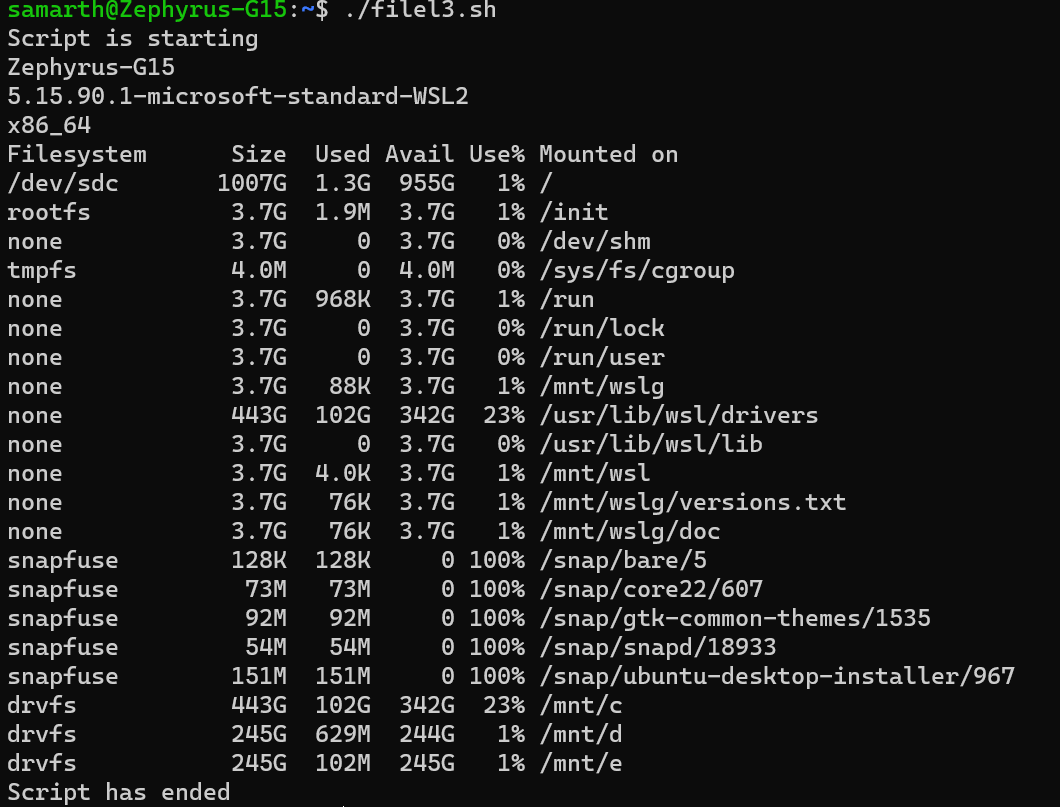 samarth@Zephyrus-G15:~$ ./filel3.sh
Script is starting
Zephyrus-G15
5.15.90.1-microsoft-standard-WSL2
x86_64
Filesystem      Size  Used Avail Use% Mounted on
/dev/sdc       1007G  1.3G  955G   1% /
rootfs          3.7G  1.9M  3.7G   1% /init
none            3.7G     0  3.7G   0% /dev/shm
tmpfs           4.0M     0  4.0M   0% /sys/fs/cgroup
none            3.7G  968K  3.7G   1% /run
none            3.7G     0  3.7G   0% /run/lock
none            3.7G     0  3.7G   0% /run/user
none            3.7G   88K  3.7G   1% /mnt/wslg
none            443G  102G  342G  23% /usr/lib/wsl/drivers
none            3.7G     0  3.7G   0% /usr/lib/wsl/lib
none            3.7G  4.0K  3.7G   1% /mnt/wsl
none            3.7G   76K  3.7G   1% /mnt/wslg/versions.txt
none            3.7G   76K  3.7G   1% /mnt/wslg/doc
snapfuse        128K  128K     0 100% /snap/bare/5
snapfuse         73M   73M     0 100% /snap/core22/607
snapfuse         92M   92M     0 100% /snap/gtk-common-themes/1535
snapfuse         54M   54M     0 100% /snap/snapd/18933
snapfuse        151M  151M     0 100% /snap/ubuntu-desktop-installer/967
drvfs           443G  102G  342G  23% /mnt/c
drvfs           245G  629M  244G   1% /mnt/d
drvfs           245G  102M  245G   1% /mnt/e
Script has ended